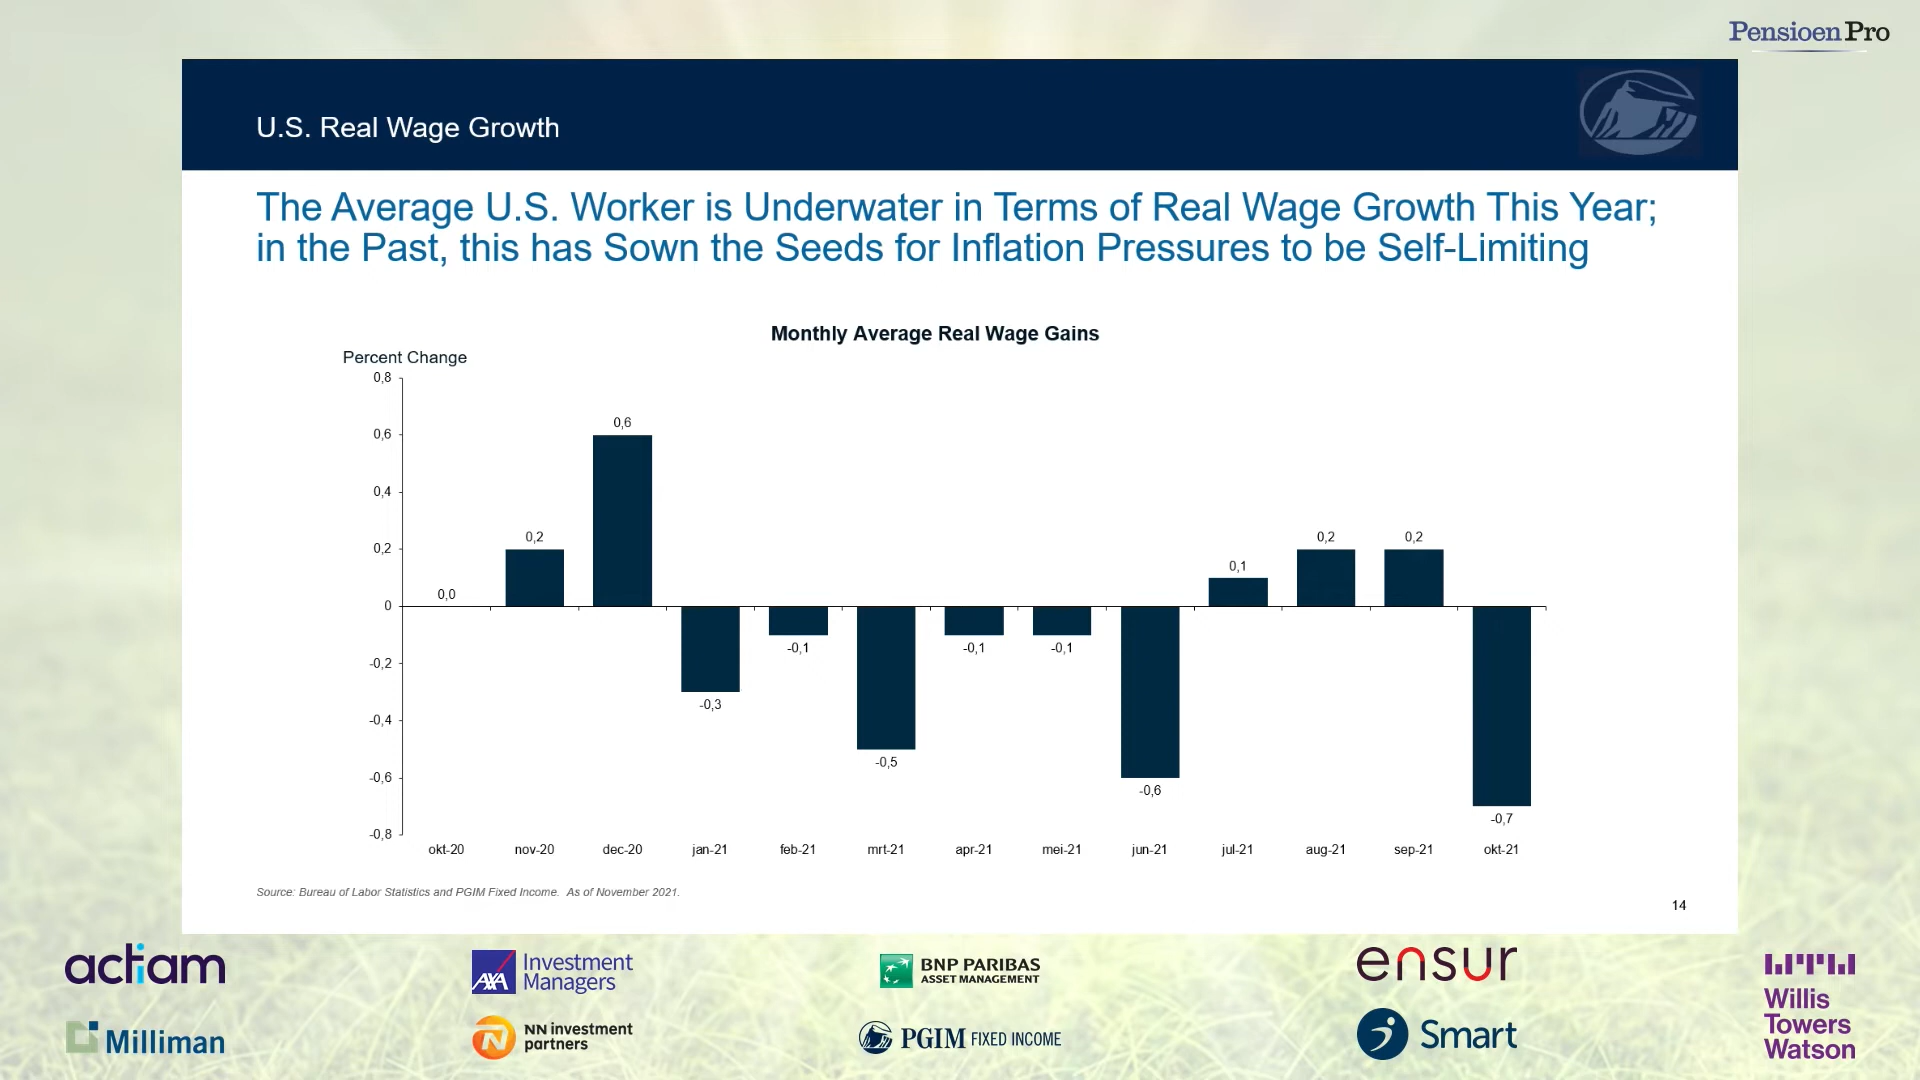 Pensioen Pro
U.S. Real Wage Growth
The Average U.S. Worker is Underwater in Terms of Real Wage Growth This Year;
in the Past, this has Sown the Seeds for Inflation Pressures to be Self-Limiting
Monthly Average Real Wage Gains
Percent Change
0,8
0,6
0,4
0,2
0
-0,2
-0,4
-0,6
-0,8
0,0
0,2
0,6
-0,3
-0,1
-0,5
-0,1
-0,1
-0,6
0,1
0,2
0,2
-0,7
okt-20 nov-20 dec-20 jan-21 feb-21 mrt-21 apr-21 mei-21 jun-21 jul-21 aug-21 sep-21 okt-21
Source: Bureau of Labor Statistics and PGIM Fixed Income. As of November 2021.
14
actiam
AXA
Investment
Managers
BNP PARIBAS
ASSET MANAGEMENT
ensur
WTW
Willis
Towers
Watson
Milliman
NN investment
partners
PGIM FIXED INCOME
Smart